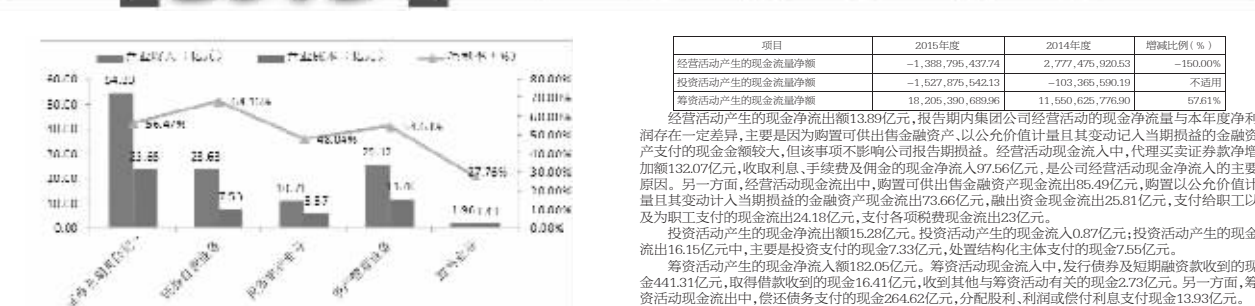 60.00
50.00
10.00
0.00
80.00%
70.00%
60.00%
50.00%
40.00%
30.00%
20.00%
10.00%
0.00%
56.47%
48.04%
27.76%
23.63
项目 2015年度 2014年度 增减比例(%)
经营活动产生的现金流量净额 -1,388,795,437.74 2,777,475,920.53 -150.00%
投资活动产生的现金流量净额 -1,527,875,542.13 -103,365,590.19 不适用
筹资活动产生的现金流量净额 18,205,390,689.96 11,550,625,776.90 57.61%
经营活动产生的现金净流出额13.89亿元,报告期内集团公司经营活动的现金净流量与本年度净利
润存在一定差异,主要是因为购置可供出售金融资产、以公允价值计量且其变动记入当期损益的金融资
产支付的现金金额较大,但该事项不影响公司报告期损益。经营活动现金流入中,代理买卖证券款净增
加额132.07亿元,收取利息、手续费及佣金的现金净流入97.56亿元,是公司经营活动现金净流入的主要
原因。另一方面,经营活动现金流出中,购置可供出售金融资产现金流出85.49亿元,购置以公允价值计
量且其变动计入当期损益的金融资产现金流出73.66亿元,融出资金现金流出25.81亿元,支付给职工以
及为职工支付的现金流出24.18亿元,支付各项税费现金流出23亿元。
投资活动产生的现金净流出额15.28亿元。投资活动产生的现金流入0.87亿元;投资活动产生的现金
流出16.15亿元中,主要是投资支付的现金7.33亿元,处置结构化主体支付的现金7.55亿元。
筹资活动产生的现金净流入额182.05亿元。筹资活动现金流入中,发行债券及短期融资款收到的现
金441.31亿元,取得借款收到的现金16.41亿元,收到其他与筹资活动有关的现金2.73亿元。另一方面,筹
资活动现金流出中,偿还债务支付的现金264.62亿元,分配股利、利润或偿付利息支付现金13.93亿元。